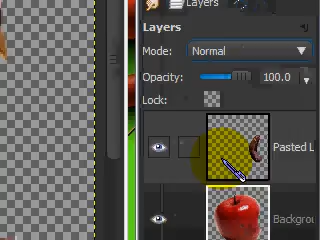 Layers
Layers
Mode: Normal
Opacity: 100.0
Lock:
Pasted L
Backgrou